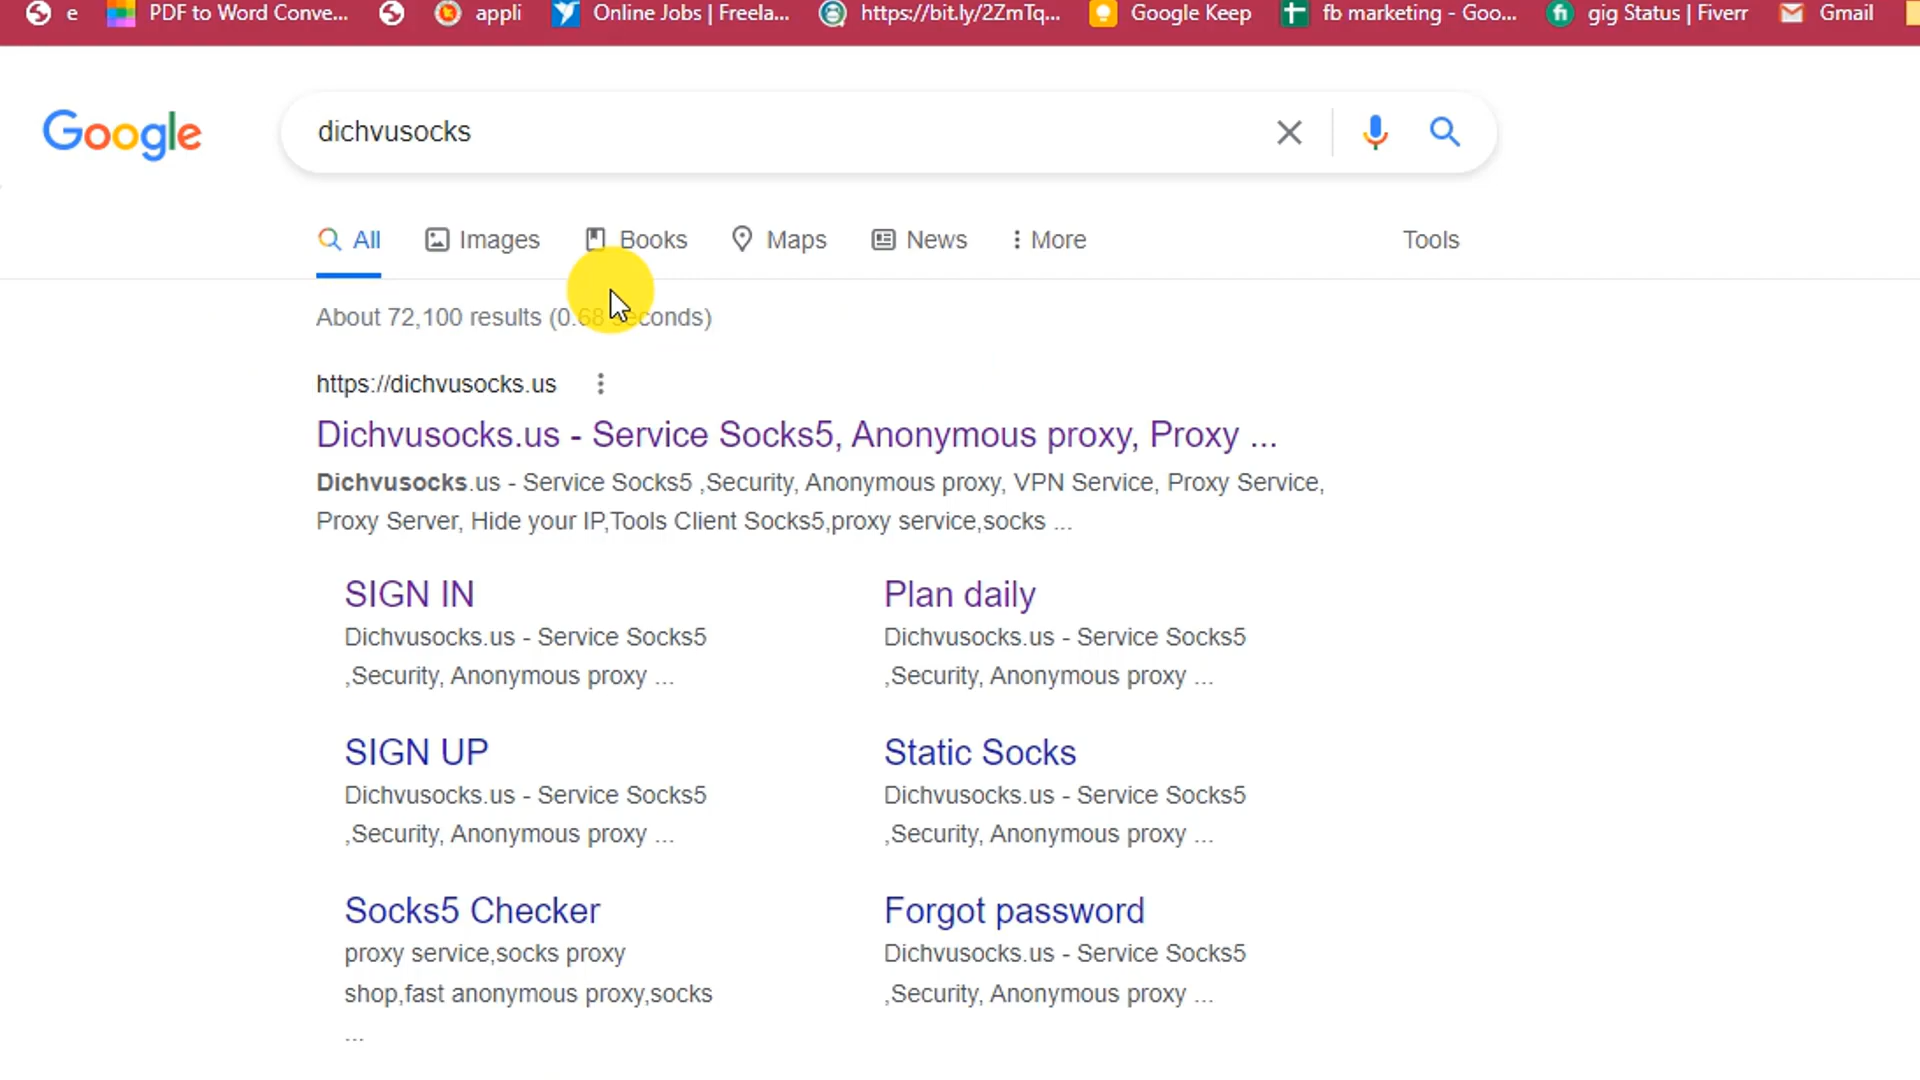 e PDF to Word Conve... appli Online Jobs | Freela... https://bit.ly/2ZmTq... Google Keep fb marketing - Goo... gig Status | Fiverr Gmail
Google dichvusocks
All Images Books Maps News More Tools
About 72,100 results (0.68 seconds)
https://dichvusocks.us
Dichvusocks.us - Service Socks5, Anonymous proxy, Proxy ...
Dichvusocks.us - Service Socks5 ,Security, Anonymous proxy, VPN Service, Proxy Service,
Proxy Server, Hide your IP,Tools Client Socks5,proxy service,socks ...
SIGN IN
Dichvusocks.us - Service Socks5
,Security, Anonymous proxy ...
Plan daily
Dichvusocks.us - Service Socks5
,Security, Anonymous proxy ...
SIGN UP
Dichvusocks.us - Service Socks5
,Security, Anonymous proxy ...
Static Socks
Dichvusocks.us - Service Socks5
,Security, Anonymous proxy ...
Socks5 Checker
proxy service,socks proxy
shop,fast anonymous proxy,socks
...
Forgot password
Dichvusocks.us - Service Socks5
,Security, Anonymous proxy ...